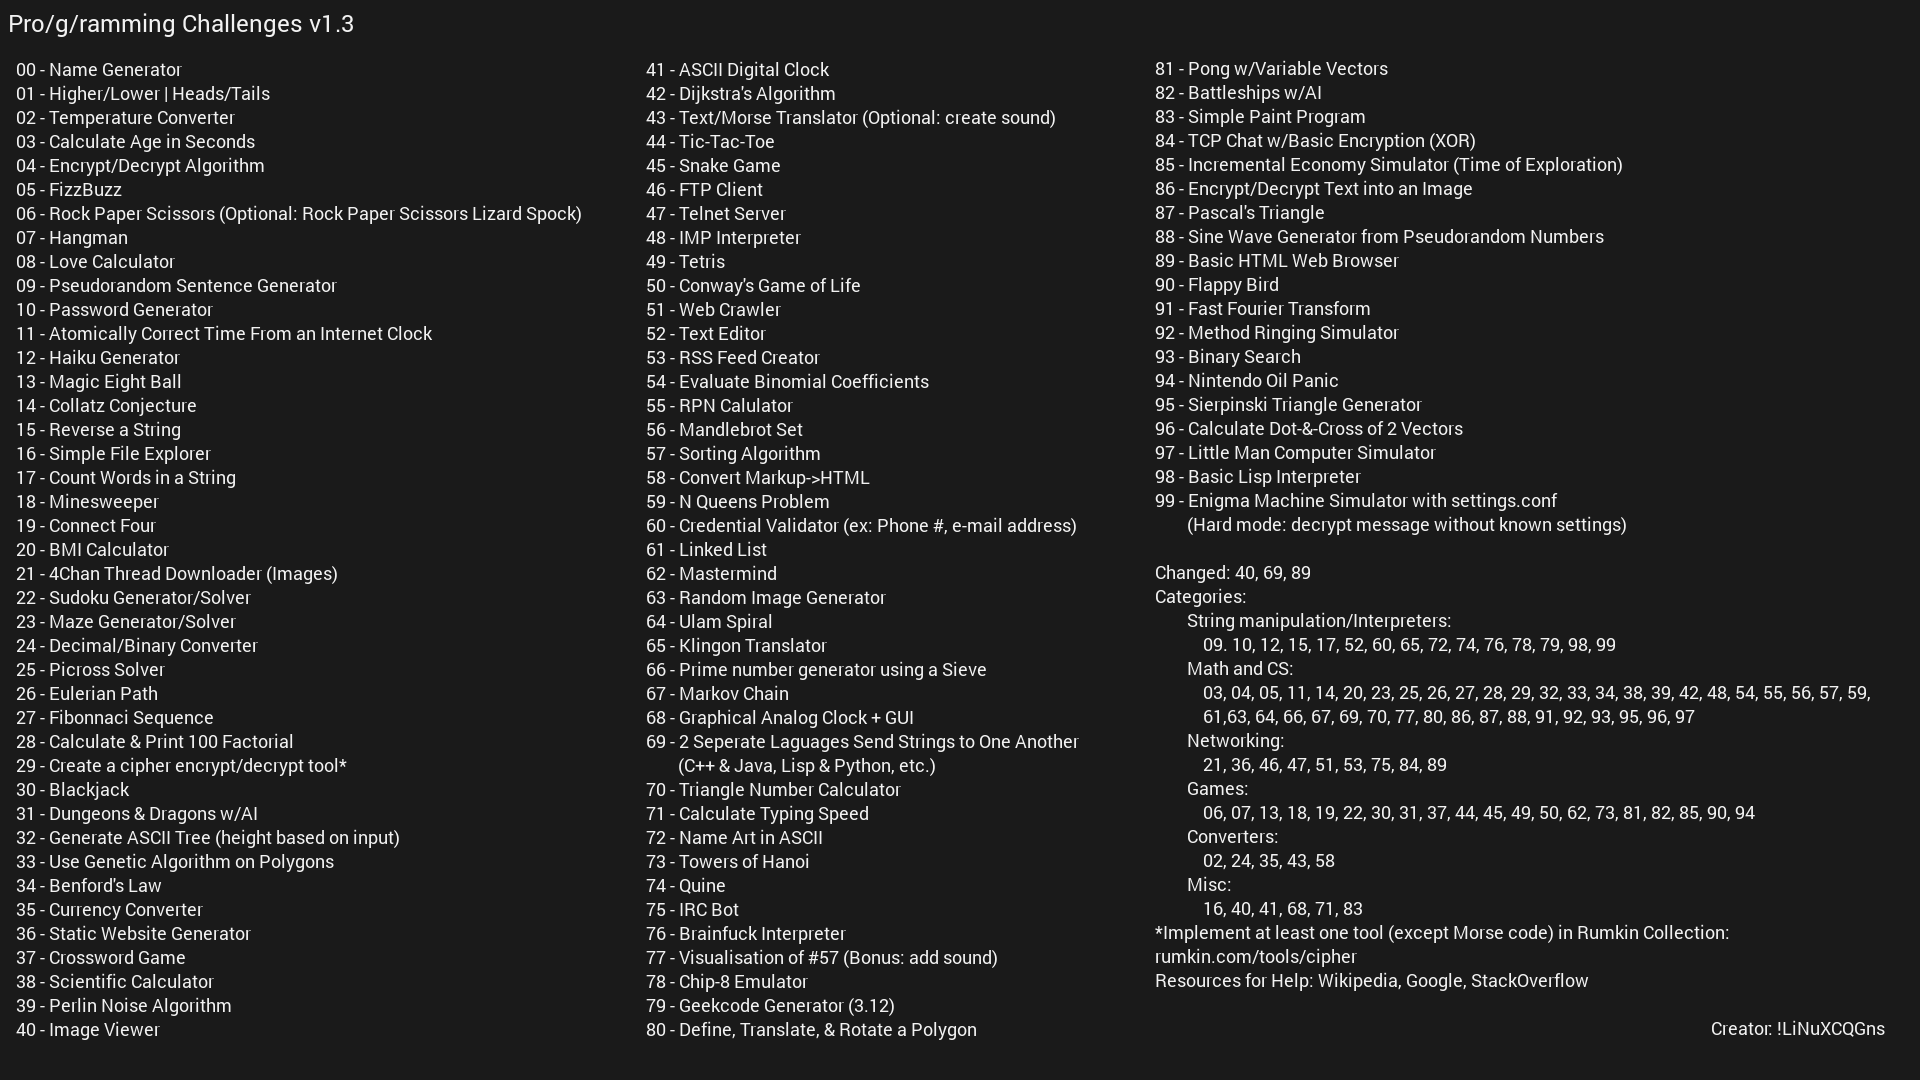 Pro/g/ramming Challenges v1.3
00 - Name Generator
01 - Higher/Lower | Heads/Tails
02 - Temperature Converter
03 - Calculate Age in Seconds
04 - Encrypt/Decrypt Algorithm
05 - FizzBuzz
06 - Rock Paper Scissors (Optional: Rock Paper Scissors Lizard Spock)
07 - Hangman
08 - Love Calculator
09 - Pseudorandom Sentence Generator
10 - Password Generator
11 - Atomically Correct Time From an Internet Clock
12 - Haiku Generator
13 - Magic Eight Ball
14 - Collatz Conjecture
15 - Reverse a String
16 - Simple File Explorer
17 - Count Words in a String
18 - Minesweeper
19 - Connect Four
20 - BMI Calculator
21 - 4Chan Thread Downloader (Images)
22 - Sudoku Generator/Solver
23 - Maze Generator/Solver
24 - Decimal/Binary Converter
25 - Picross Solver
26 - Eulerian Path
27 - Fibonnaci Sequence
28 - Calculate & Print 100 Factorial
29 - Create a cipher encrypt/decrypt tool*
30 - Blackjack
31 - Dungeons & Dragons w/AI
32 - Generate ASCII Tree (height based on input)
33 - Use Genetic Algorithm on Polygons
34 - Benford's Law
35 - Currency Converter
36 - Static Website Generator
37 - Crossword Game
38 - Scientific Calculator
39 - Perlin Noise Algorithm
40 - Image Viewer
41 - ASCII Digital Clock
42 - Dijkstra's Algorithm
43 - Text/Morse Translator (Optional: create sound)
44 - Tic-Tac-Toe
45 - Snake Game
46 - FTP Client
47 - Telnet Server
48 - IMP Interpreter
49 - Tetris
50 - Conway's Game of Life
51 - Web Crawler
52 - Text Editor
53 - RSS Feed Creator
54 - Evaluate Binomial Coefficients
55 - RPN Calulator
56 - Mandlebrot Set
57 - Sorting Algorithm
58 - Convert Markup->HTML
59 - N Queens Problem
60 - Credential Validator (ex: Phone #, e-mail address)
61 - Linked List
62 - Mastermind
63 - Random Image Generator
64 - Ulam Spiral
65 - Klingon Translator
66 - Prime number generator using a Sieve
67 - Markov Chain
68 - Graphical Analog Clock + GUI
69 - 2 Seperate Laguages Send Strings to One Another
(C++ & Java, Lisp & Python, etc.)
70 - Triangle Number Calculator
71 - Calculate Typing Speed
72 - Name Art in ASCII
73 - Towers of Hanoi
74 - Quine
75 - IRC Bot
76 - Brainfuck Interpreter
77 - Visualisation of #57 (Bonus: add sound)
78 - Chip-8 Emulator
79 - Geekcode Generator (3.12)
80 - Define, Translate, & Rotate a Polygon
81 - Pong w/Variable Vectors
82 - Battleships w/AI
83 - Simple Paint Program
84 - TCP Chat w/Basic Encryption (XOR)
85 - Incremental Economy Simulator (Time of Exploration)
86 - Encrypt/Decrypt Text into an Image
87 - Pascal's Triangle
88 - Sine Wave Generator from Pseudorandom Numbers
89 - Basic HTML Web Browser
90 - Flappy Bird
91 - Fast Fourier Transform
92 - Method Ringing Simulator
93 - Binary Search
94 - Nintendo Oil Panic
95 - Sierpinski Triangle Generator
96 - Calculate Dot-&-Cross of 2 Vectors
97 - Little Man Computer Simulator
98 - Basic Lisp Interpreter
99 - Enigma Machine Simulator with settings.conf
(Hard mode: decrypt message without known settings)
Changed: 40, 69, 89
Categories:
String manipulation/Interpreters:
09. 10, 12, 15, 17, 52, 60, 65, 72, 74, 76, 78, 79, 98, 99
Math and CS:
03, 04, 05, 11, 14, 20, 23, 25, 26, 27, 28, 29, 32, 33, 34, 38, 39, 42, 48, 54, 55, 56, 57, 59,
61,63, 64, 66, 67, 69, 70, 77, 80, 86, 87, 88, 91, 92, 93, 95, 96, 97
Networking:
21, 36, 46, 47, 51, 53, 75, 84, 89
Games:
06, 07, 13, 18, 19, 22, 30, 31, 37, 44, 45, 49, 50, 62, 73, 81, 82, 85, 90, 94
Converters:
02, 24, 35, 43, 58
Misc:
16, 40, 41, 68, 71, 83
*Implement at least one tool (except Morse code) in Rumkin Collection:
rumkin.com/tools/cipher
Resources for Help: Wikipedia, Google, StackOverflow
Creator: !LiNuXCQGns